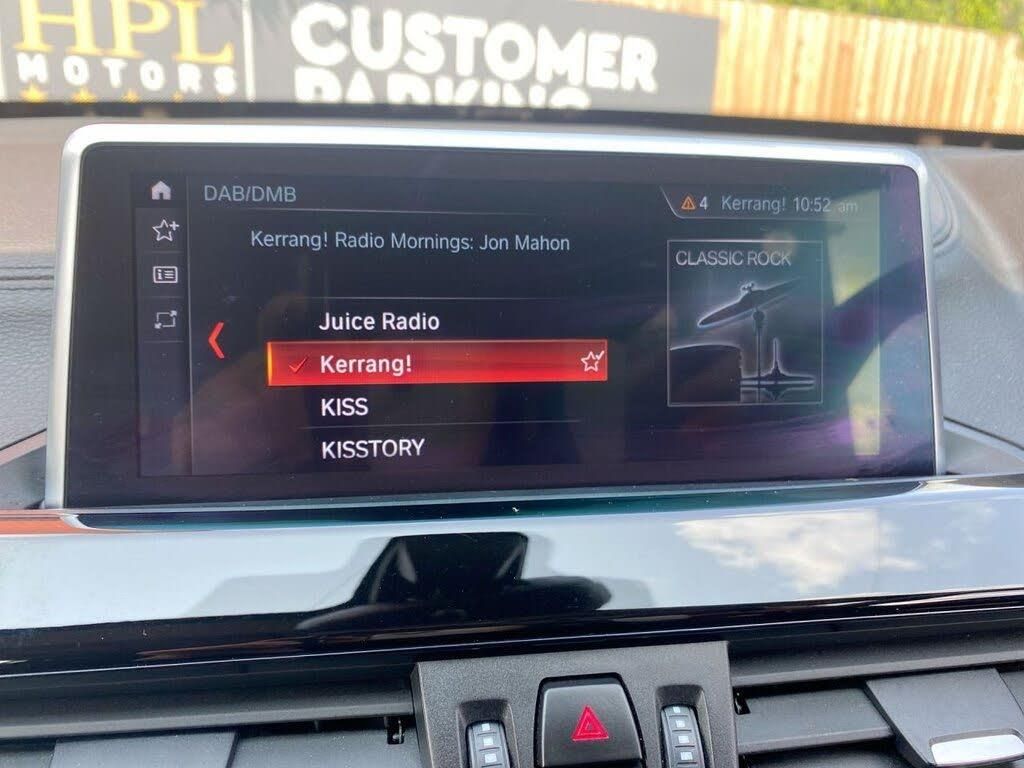 HPL
MOTORS
CUSTOMER
PARKING
DAB/DMB
4 Kerrang! 10:52 am
Kerrang! Radio Mornings: Jon Mahon
CLASSIC ROCK
Juice Radio
Kerrang!
KISS
KISSTORY